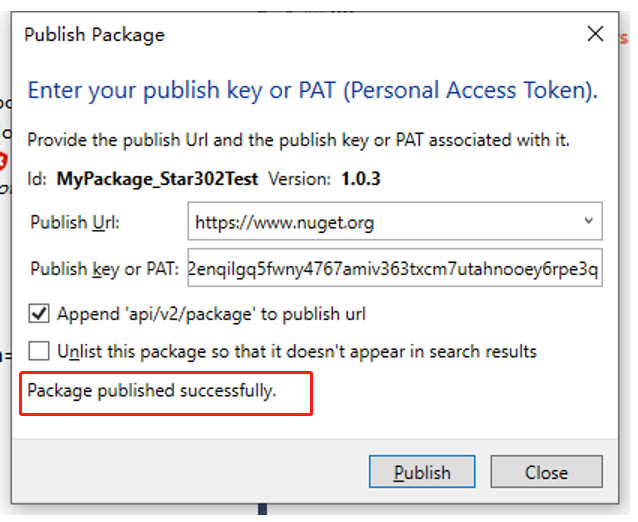 Publish Package
Enter your publish key or PAT (Personal Access Token).
Provide the publish Url and the publish key or PAT associated with it.
Id: MyPackage_Star302Test Version: 1.0.3
Publish Url: https://www.nuget.org
Publish key or PAT: 2enqilgq5fwny4767amiv363txcm7utahnooey6rpe3q
Append 'api/v2/package' to publish url
Unlist this package so that it doesn't appear in search results
Package published successfully.
Publish Close